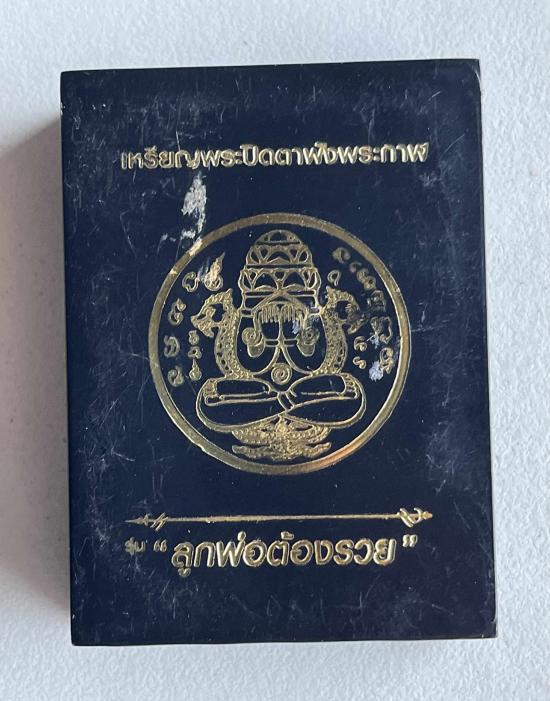 เหรียญพระปิดตาพังพระกาฬ
รุ่น “ ลูกพ่อต้องรวย ”